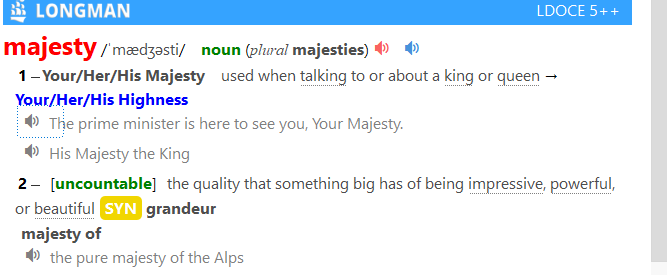 LONGMAN LDOCE 5++
majesty /ˈmædʒəsti/ noun (plural majesties)
1 – Your/Her/His Majesty used when talking to or about a king or queen →
Your/Her/His Highness
The prime minister is here to see you, Your Majesty.
His Majesty the King
2 – [uncountable] the quality that something big has of being impressive, powerful,
or beautiful SYN grandeur
majesty of
the pure majesty of the Alps